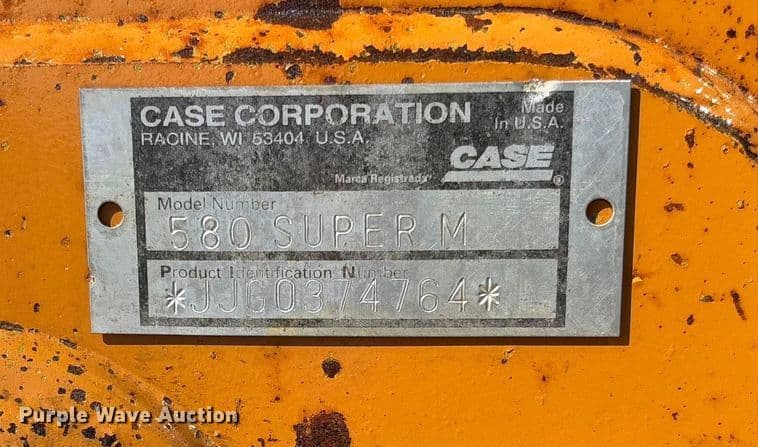 CASE CORPORATION
RACINE, WI 53404 U.S.A.
Made
In U.S.A.
CASE
Marca Registrada
®
Model Number
580 SUPER M
Product Identification Number
*JJG0374764*
Purple Wave Auction